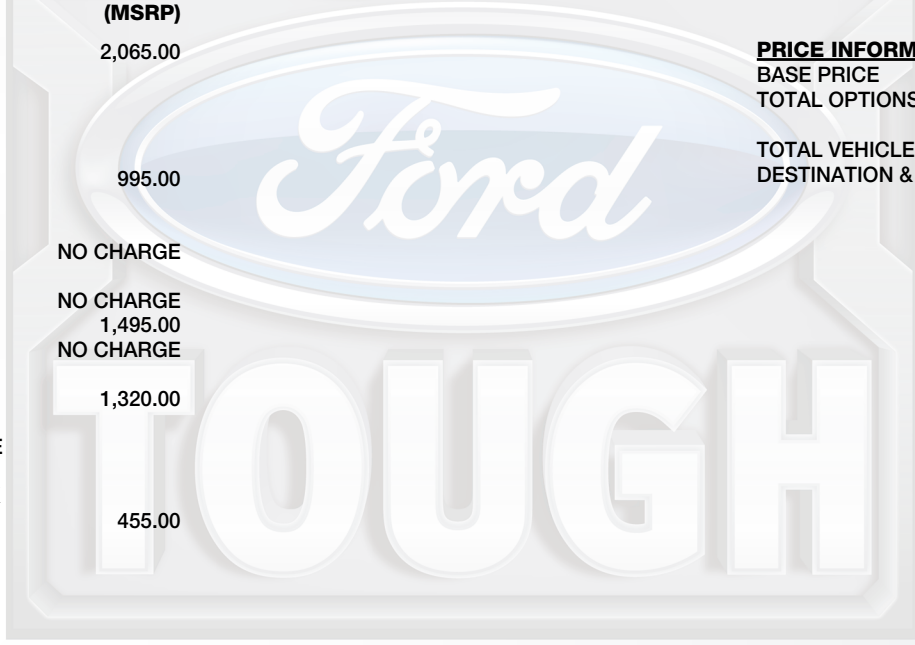 (MSRP)
2,065.00
995.00
NO CHARGE
NO CHARGE
1,495.00
NO CHARGE
1,320.00
455.00
PRICE INFORM
BASE PRICE
TOTAL OPTIONS
TOTAL VEHICLE
DESTINATION &
Ford
TOUGH